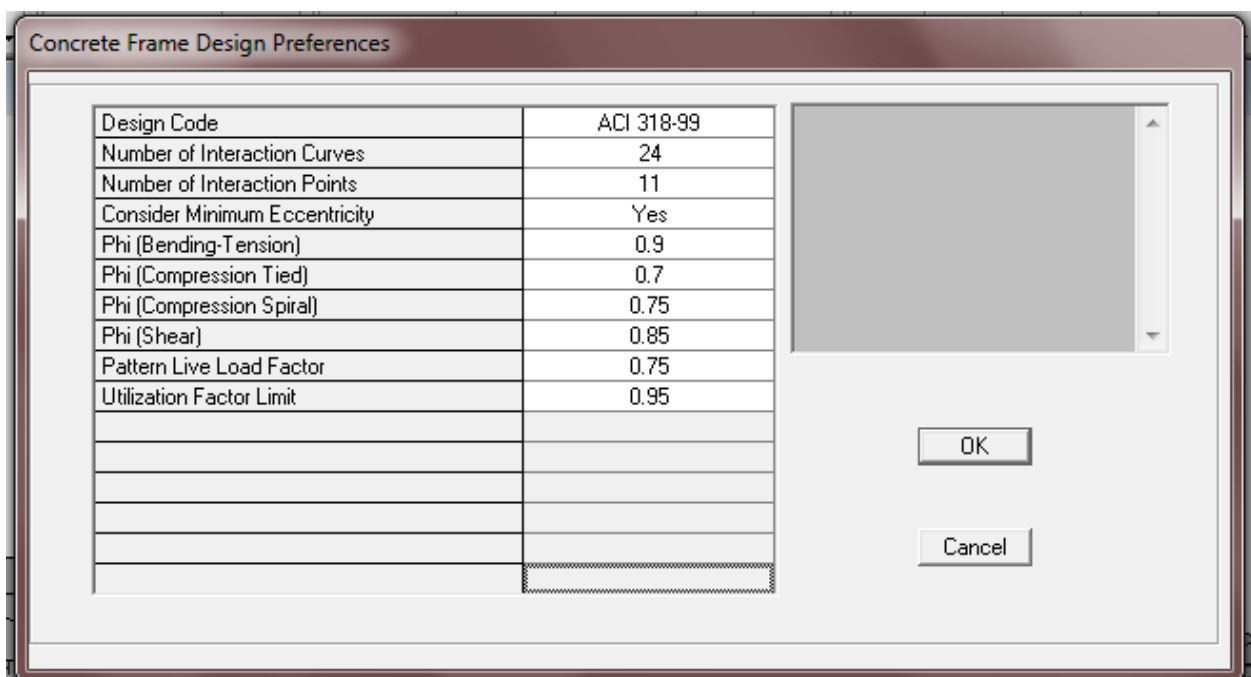 Concrete Frame Design Preferences
Design Code ACI 318-99
Number of Interaction Curves 24
Number of Interaction Points 11
Consider Minimum Eccentricity Yes
Phi (Bending-Tension) 0.9
Phi (Compression Tied) 0.7
Phi (Compression Spiral) 0.75
Phi (Shear) 0.85
Pattern Live Load Factor 0.75
Utilization Factor Limit 0.95
OK
Cancel